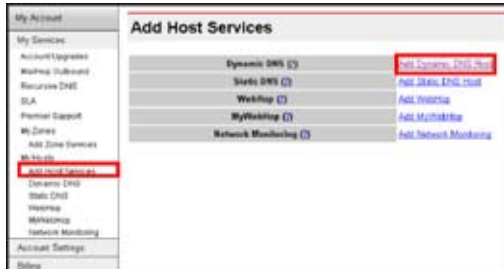 My Account
My Services
Account Upgrades
MailHop Outbound
Recursive DNS
SLA
Premier Support
My Zones
Add Zone Services
My Hosts
Add Host Services
Dynamic DNS
Static DNS
WebHop
MyWebHop
Network Monitoring
Account Settings
Billing
Add Host Services
Dynamic DNS (?) Add Dynamic DNS Host
Static DNS (?) Add Static DNS Host
WebHop (?) Add WebHop
MyWebHop (?) Add MyWebHop
Network Monitoring (?) Add Network Monitoring